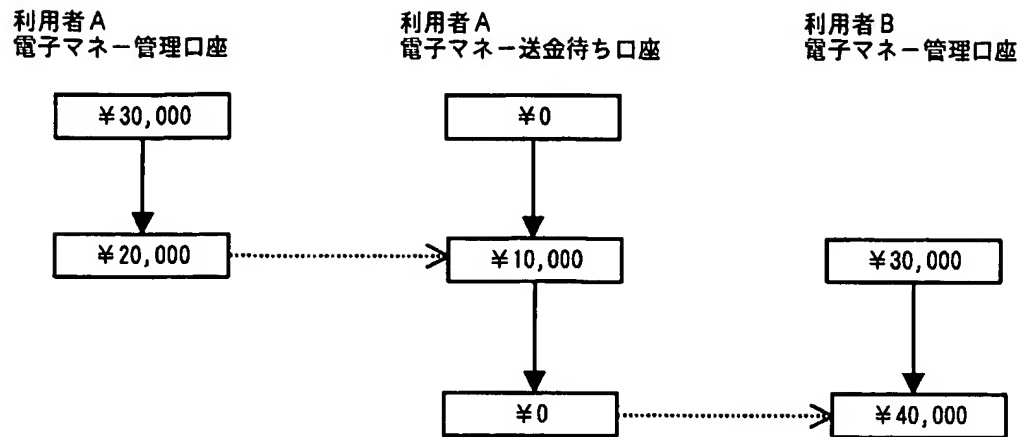 利用者A
電子マネー管理口座
利用者A
電子マネー送金待ち口座
利用者B
電子マネー管理口座
¥30,000
¥0
¥20,000
¥10,000
¥30,000
¥0
¥40,000